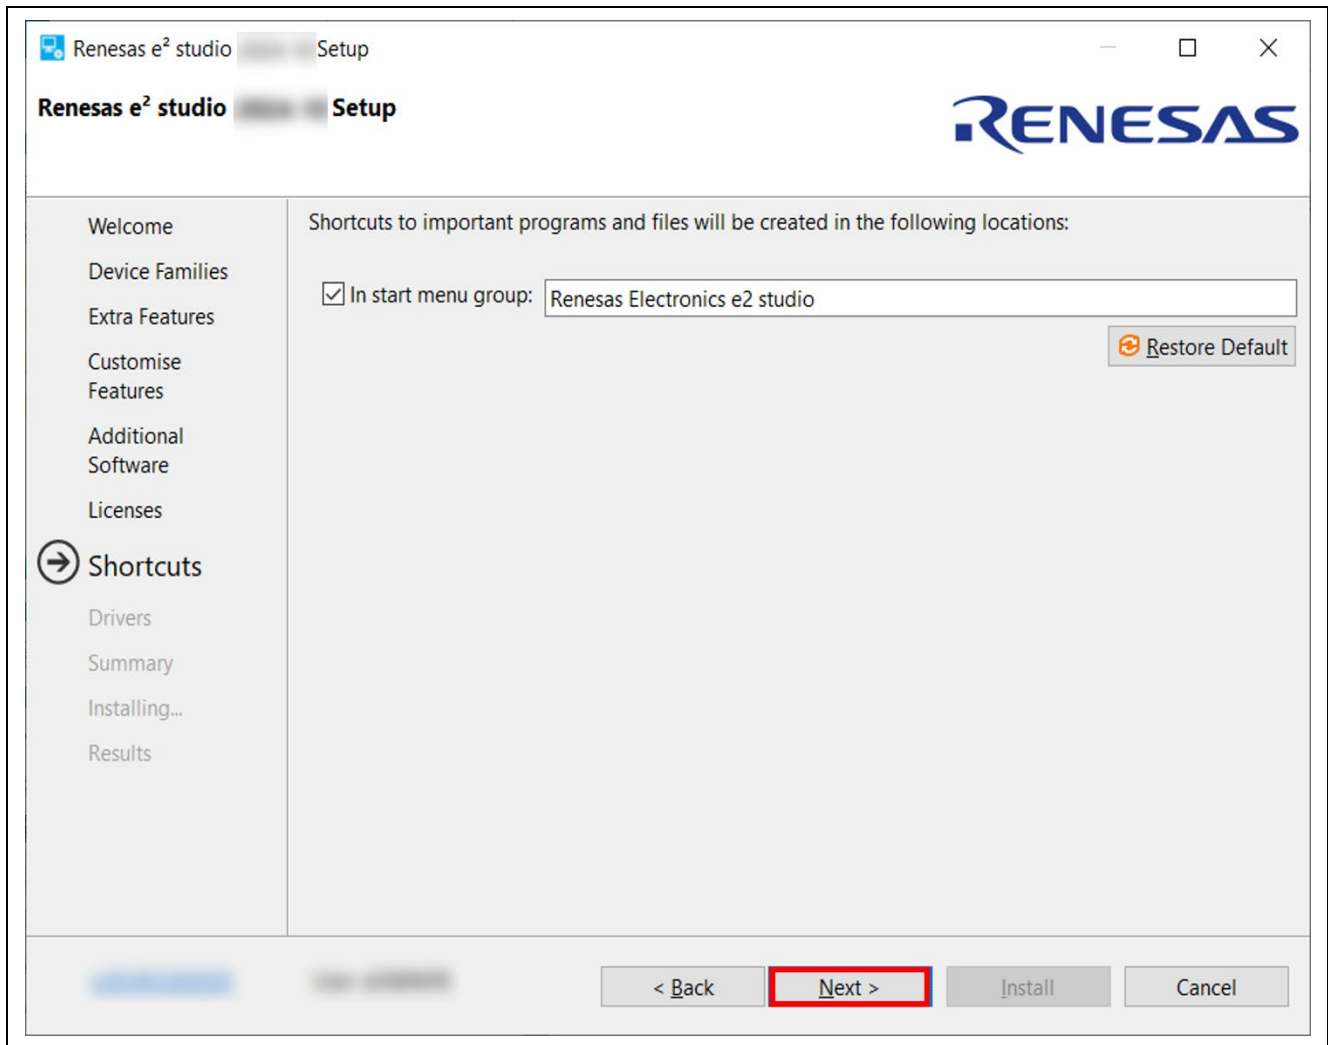 Renesas e² studio Setup
Renesas e² studio Setup
RENESAS
Welcome
Device Families
Extra Features
Customise
Features
Additional
Software
Licenses
Shortcuts
Drivers
Summary
Installing...
Results
Shortcuts to important programs and files will be created in the following locations:
In start menu group: Renesas Electronics e2 studio
Restore Default
< Back Next > Install Cancel